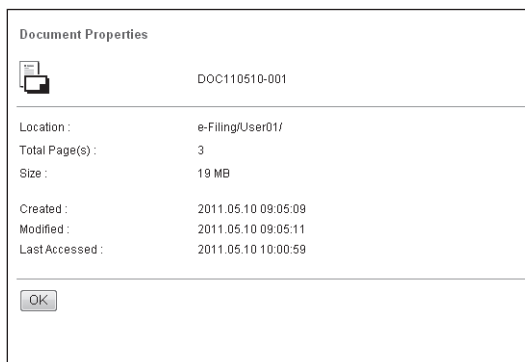 Document Properties
DOC110510-001
Location : e-Filing/User01/
Total Page(s) : 3
Size : 19 MB
Created : 2011.05.10 09:05:09
Modified : 2011.05.10 09:05:11
Last Accessed : 2011.05.10 10:00:59
OK